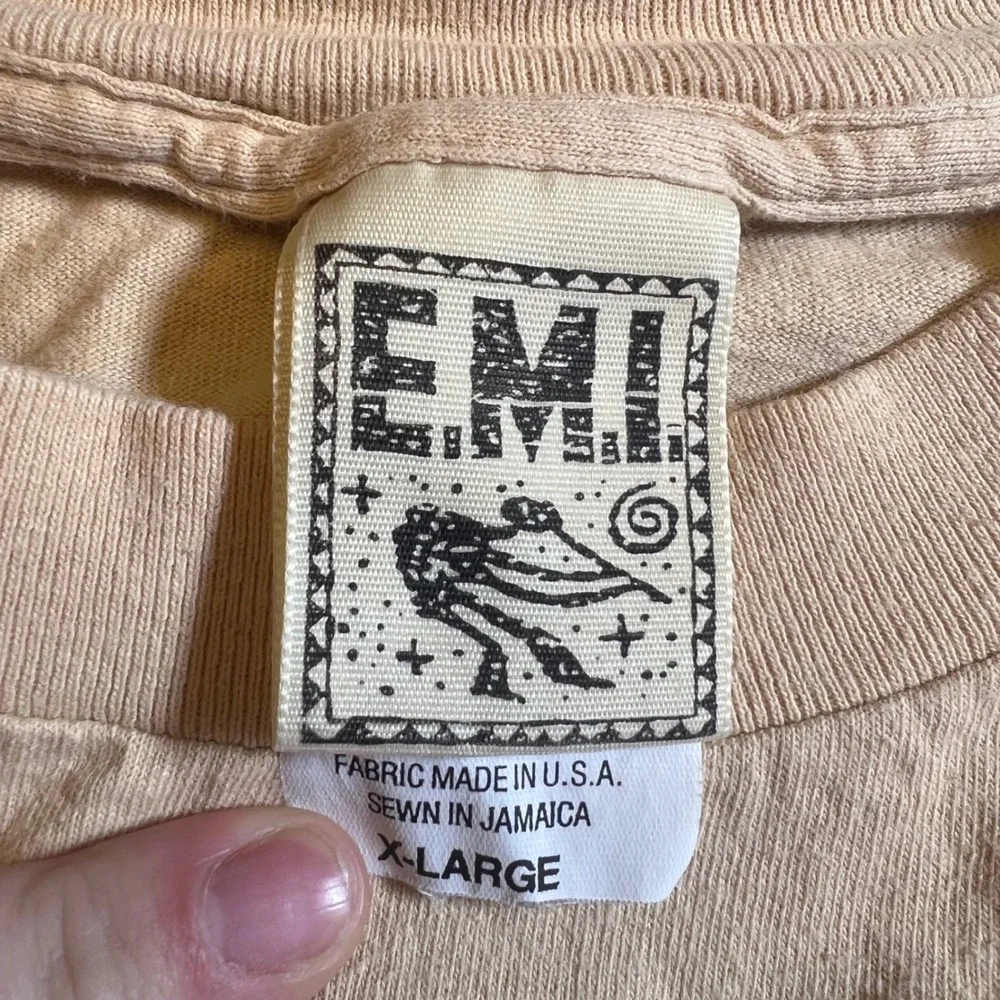 E.M.I.
FABRIC MADE IN U.S.A.
SEWN IN JAMAICA
X-LARGE